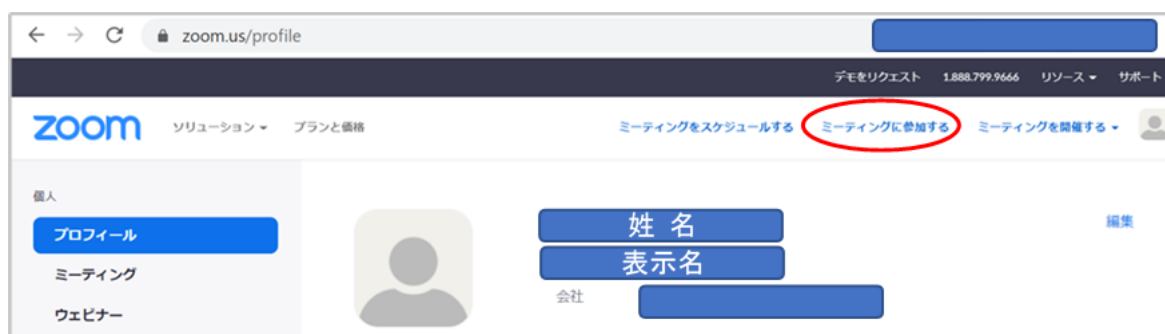 zoom.us/profile
デモをリクエスト 1.888.799.9666 リソース サポート
zoom ソリューション プランと価格 ミーティングをスケジュールする ミーティングに参加する ミーティングを開催する
個人
プロフィール
ミーティング
ウェビナー
姓 名
表示名
会社
編集